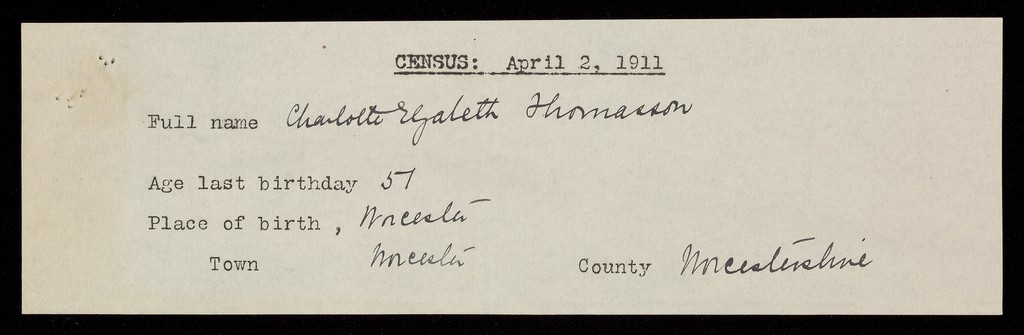 CENSUS: April 2, 1911
Full name Charlotte Elizabeth Thomasson
Age last birthday 51
Place of birth, Worcester
Town Worcester County Worcestershire